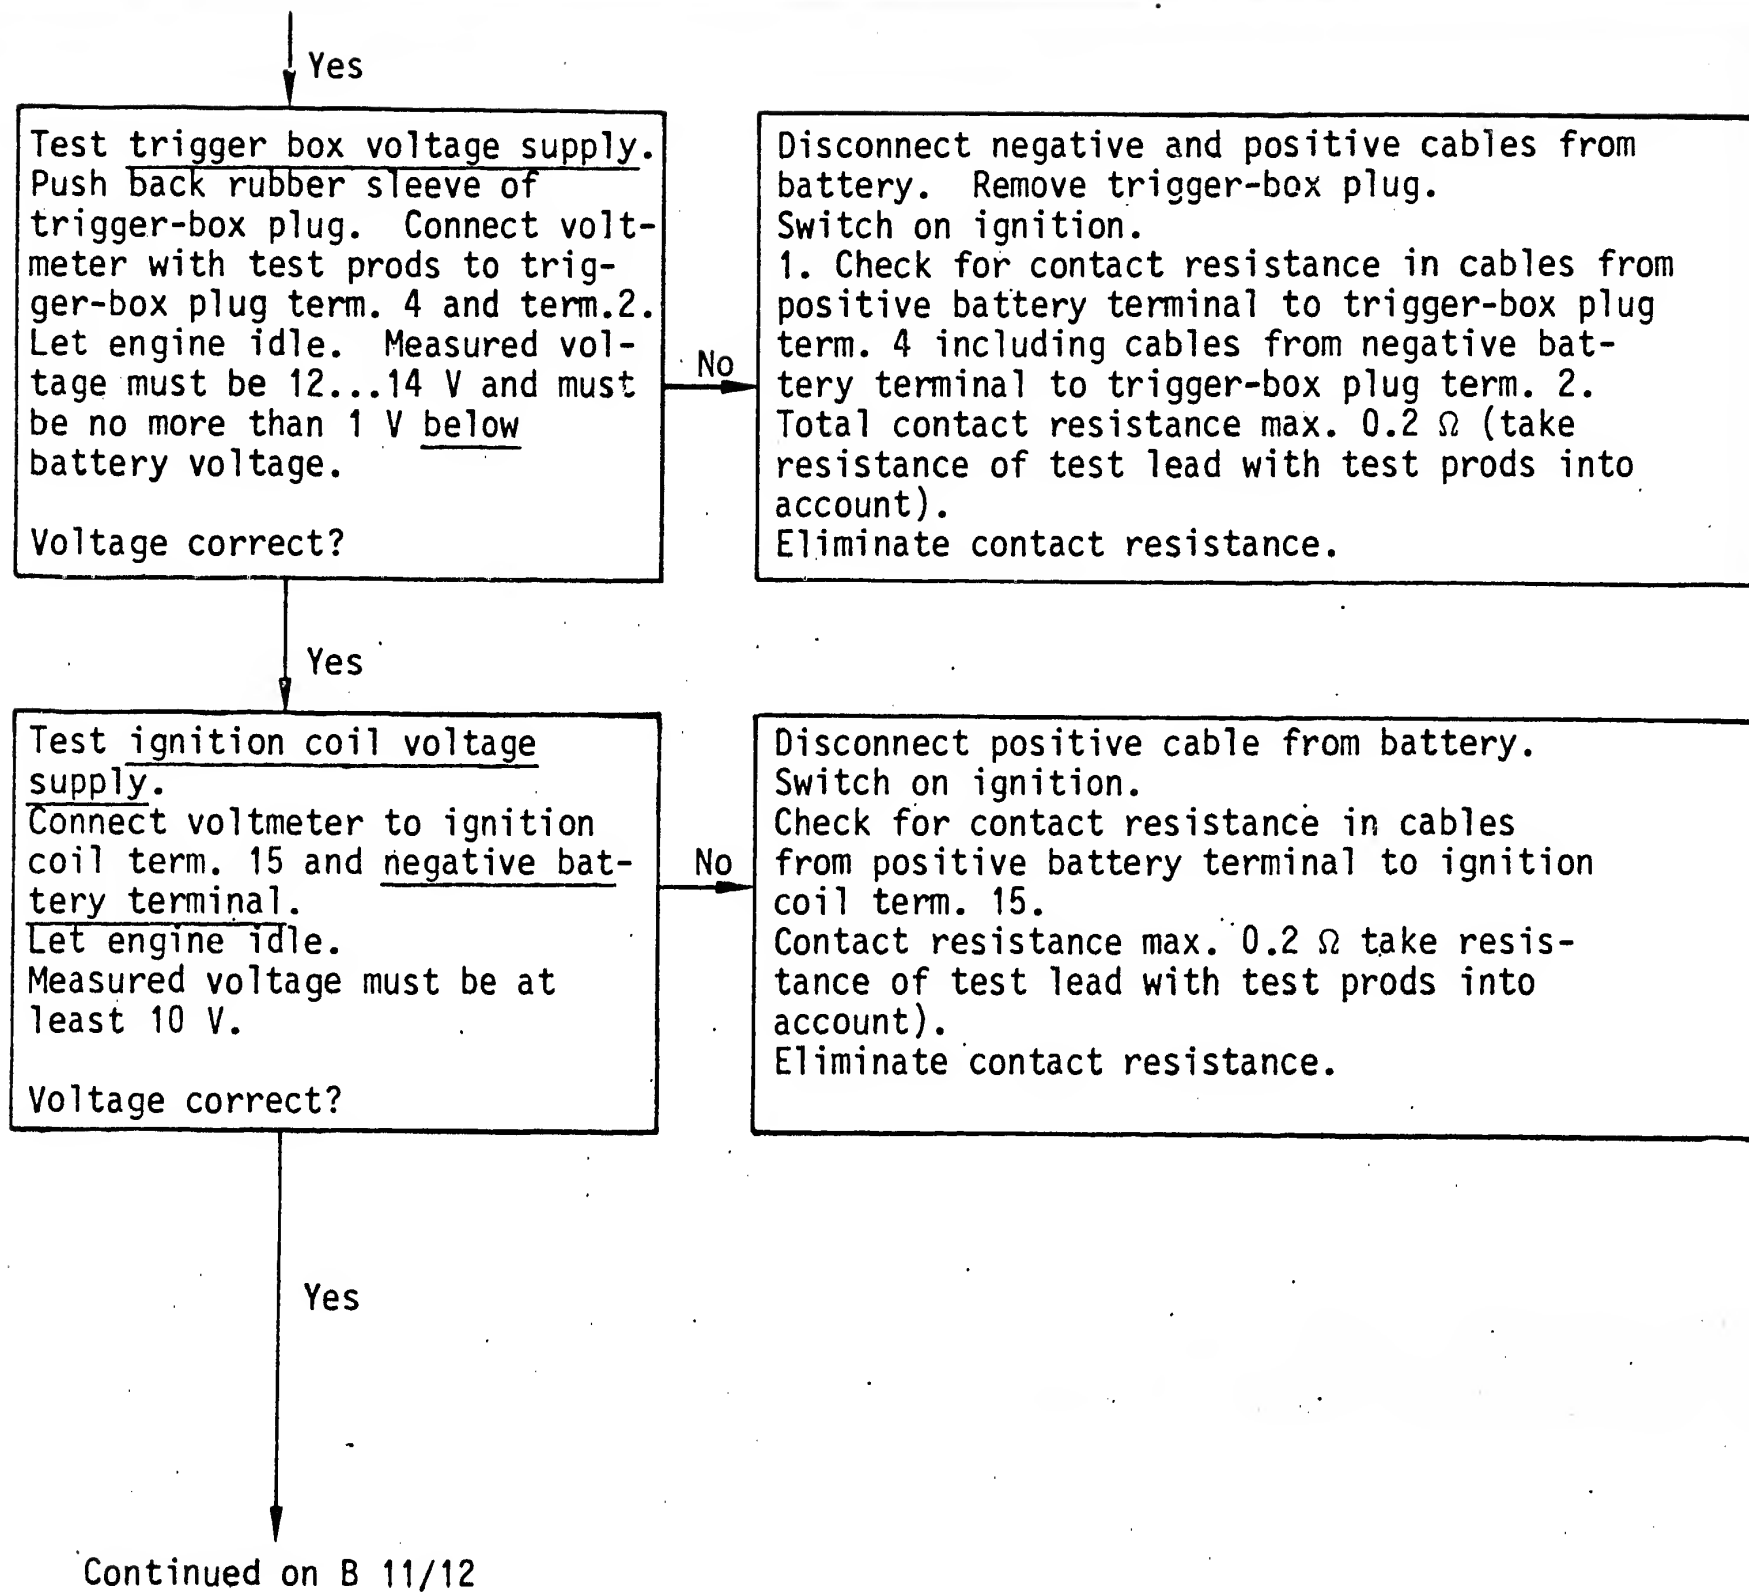 Yes
Test trigger box voltage supply.
Push back rubber sleeve of
trigger-box plug. Connect volt-
meter with test prods to trig-
ger-box plug term. 4 and term.2.
Let engine idle. Measured vol-
tage must be 12...14 V and must
be no more than 1 V below
battery voltage.
Voltage correct?
No
Disconnect negative and positive cables from
battery. Remove trigger-box plug.
Switch on ignition.
1. Check for contact resistance in cables from
positive battery terminal to trigger-box plug
term. 4 including cables from negative bat-
tery terminal to trigger-box plug term. 2.
Total contact resistance max. 0.2 Ω (take
resistance of test lead with test prods into
account).
Eliminate contact resistance.
Yes
Test ignition coil voltage
supply.
Connect voltmeter to ignition
coil term. 15 and negative bat-
tery terminal.
Let engine idle.
Measured voltage must be at
least 10 V.
Voltage correct?
No
Disconnect positive cable from battery.
Switch on ignition.
Check for contact resistance in cables
from positive battery terminal to ignition
coil term. 15.
Contact resistance max. 0.2 Ω take resis-
tance of test lead with test prods into
account).
Eliminate contact resistance.
Yes
Continued on B 11/12